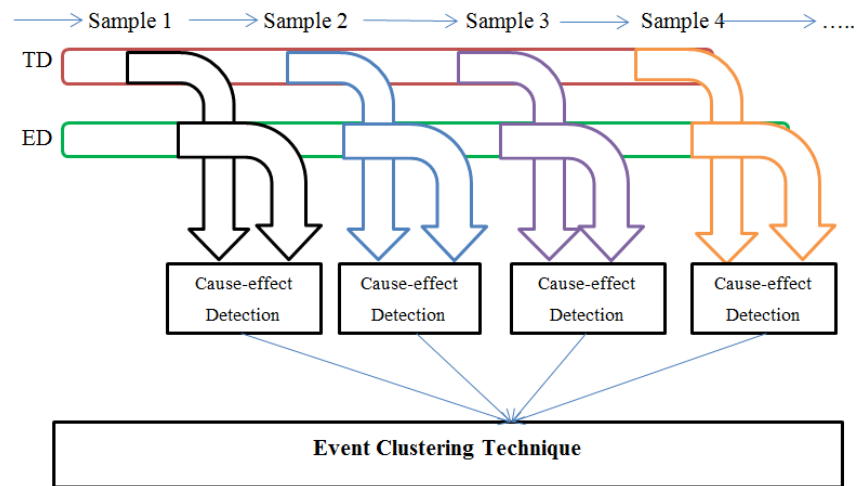 Sample 1 Sample 2 Sample 3 Sample 4 .....
TD
ED
Cause-effect Cause-effect Cause-effect Cause-effect
Detection Detection Detection Detection
Event Clustering Technique